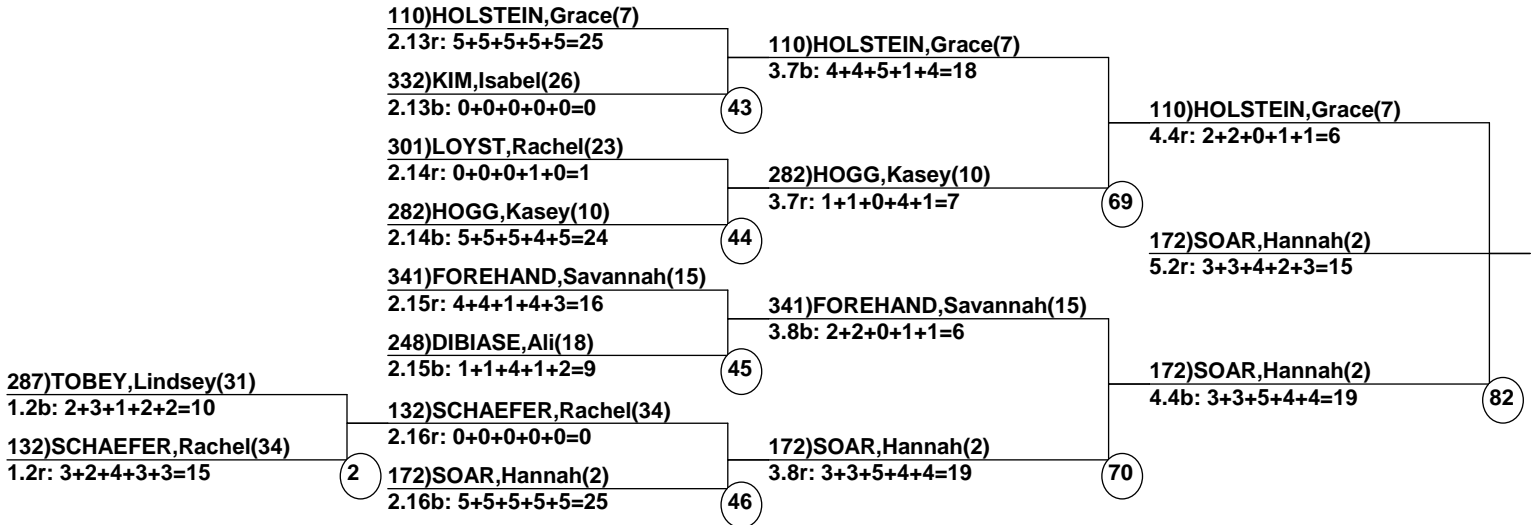 110)HOLSTEIN,Grace(7)
2.13r: 5+5+5+5+5=25
332)KIM,Isabel(26)
2.13b: 0+0+0+0+0=0
43
301)LOYST,Rachel(23)
2.14r: 0+0+0+1+0=1
282)HOGG,Kasey(10)
2.14b: 5+5+5+4+5=24
44
341)FOREHAND,Savannah(15)
2.15r: 4+4+1+4+3=16
248)DIBIASE,Ali(18)
2.15b: 1+1+4+1+2=9
45
287)TOBEY,Lindsey(31)
1.2b: 2+3+1+2+2=10
132)SCHAEFER,Rachel(34)
1.2r: 3+2+4+3+3=15
2
132)SCHAEFER,Rachel(34)
2.16r: 0+0+0+0+0=0
172)SOAR,Hannah(2)
2.16b: 5+5+5+5+5=25
46
110)HOLSTEIN,Grace(7)
3.7b: 4+4+5+1+4=18
282)HOGG,Kasey(10)
3.7r: 1+1+0+4+1=7
69
341)FOREHAND,Savannah(15)
3.8b: 2+2+0+1+1=6
172)SOAR,Hannah(2)
3.8r: 3+3+5+4+4=19
70
110)HOLSTEIN,Grace(7)
4.4r: 2+2+0+1+1=6
172)SOAR,Hannah(2)
5.2r: 3+3+4+2+3=15
172)SOAR,Hannah(2)
4.4b: 3+3+5+4+4=19
82